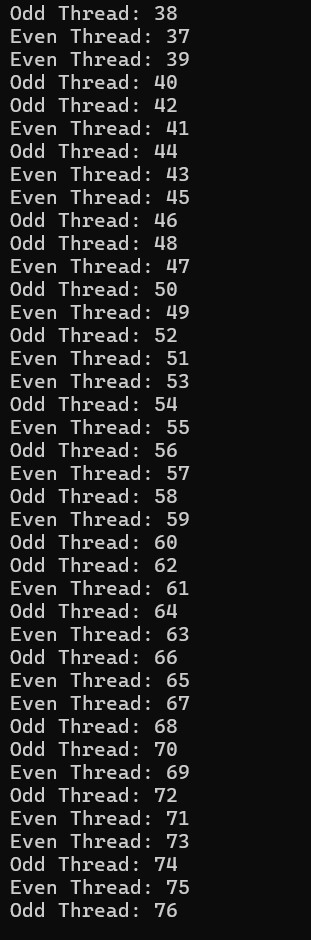 Odd Thread: 38
Even Thread: 37
Even Thread: 39
Odd Thread: 40
Odd Thread: 42
Even Thread: 41
Odd Thread: 44
Even Thread: 43
Even Thread: 45
Odd Thread: 46
Odd Thread: 48
Even Thread: 47
Odd Thread: 50
Even Thread: 49
Odd Thread: 52
Even Thread: 51
Even Thread: 53
Odd Thread: 54
Even Thread: 55
Odd Thread: 56
Even Thread: 57
Odd Thread: 58
Even Thread: 59
Odd Thread: 60
Odd Thread: 62
Even Thread: 61
Odd Thread: 64
Even Thread: 63
Odd Thread: 66
Even Thread: 65
Even Thread: 67
Odd Thread: 68
Odd Thread: 70
Even Thread: 69
Odd Thread: 72
Even Thread: 71
Even Thread: 73
Odd Thread: 74
Even Thread: 75
Odd Thread: 76